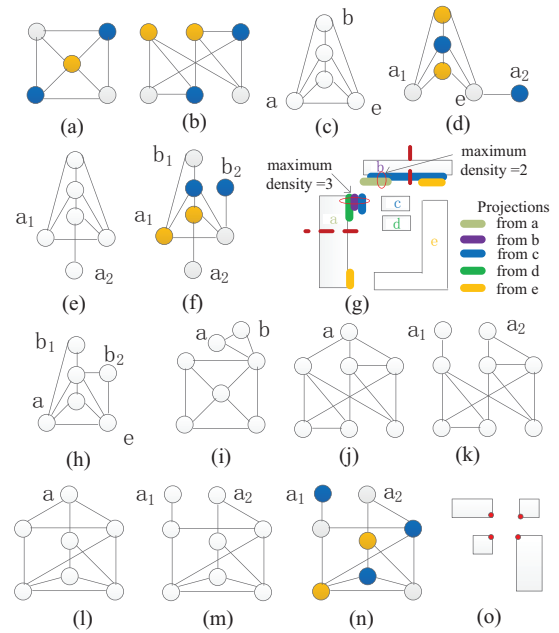 (a)
(b)
b
a
e
(c)
a1
e
a2
(d)
a1
a2
(e)
b1
b2
a1
a2
(f)
maximum
density =3
maximum
density =2
b
a
c
d
e
Projections
from a
from b
from c
from d
from e
(g)
b1
b2
a
e
(h)
a
b
(i)
a
(j)
a1
a2
(k)
a
(l)
a1
a2
(m)
a1
a2
(n)
(o)